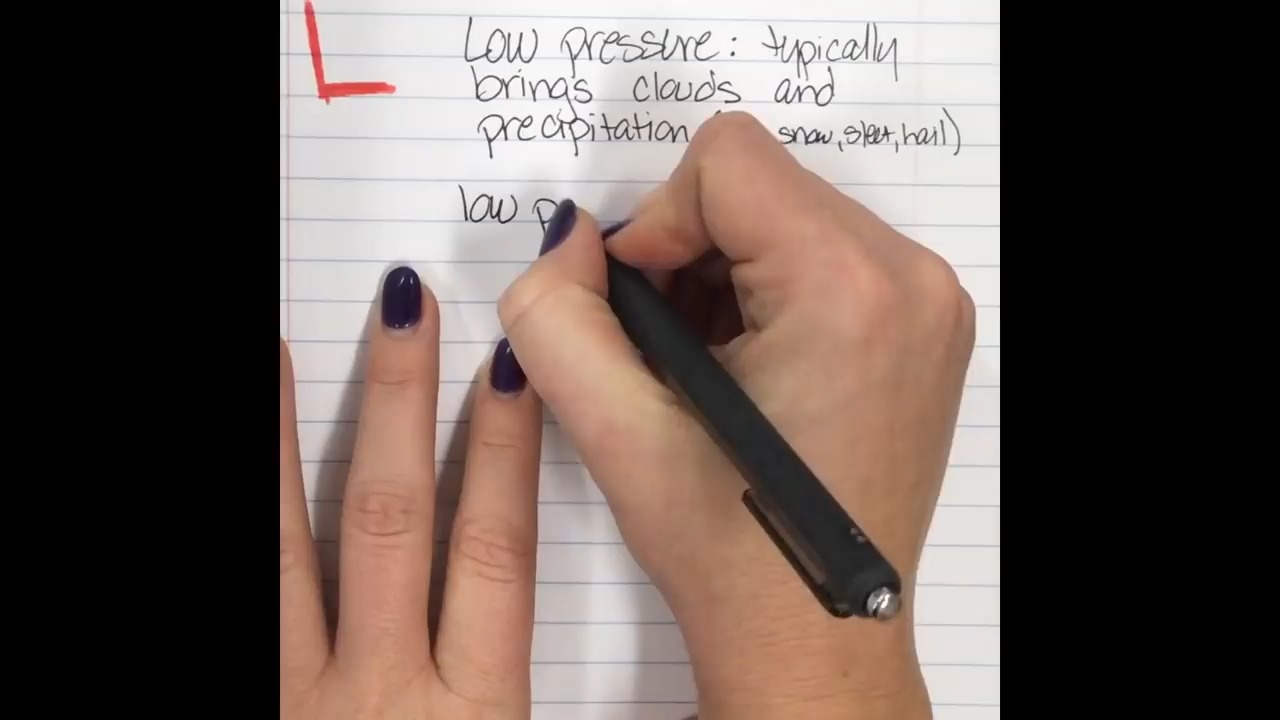 L
Low pressure: typically
brings clouds and
precipitation ( snow, sleet, hail)
low p